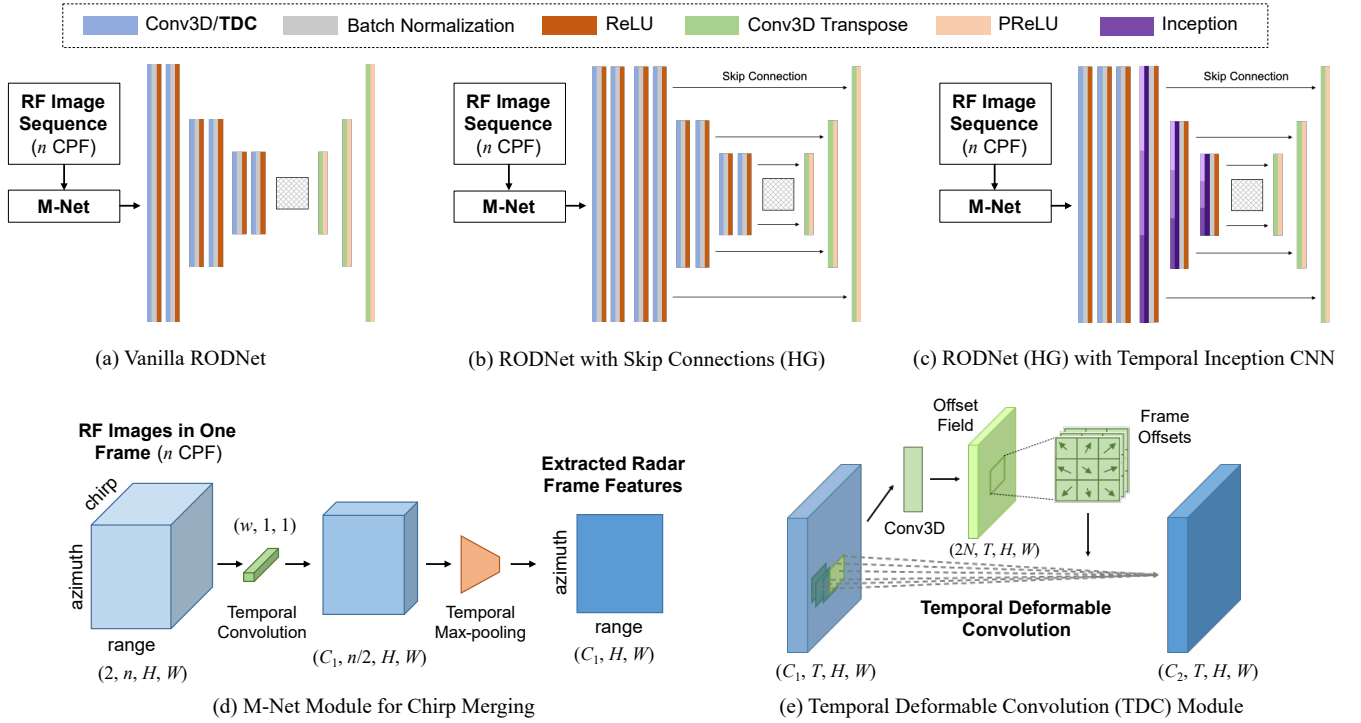 Conv3D/TDC
Batch Normalization
ReLU
Conv3D Transpose
PReLU
Inception
RF Image
Sequence
(n CPF)
M-Net
(a) Vanilla RODNet
RF Image
Sequence
(n CPF)
M-Net
Skip Connection
(b) RODNet with Skip Connections (HG)
RF Image
Sequence
(n CPF)
M-Net
Skip Connection
(c) RODNet (HG) with Temporal Inception CNN
RF Images in One
Frame (n CPF)
chirp
azimuth
range
(2, n, H, W)
(w, 1, 1)
Temporal
Convolution
(C₁, n/2, H, W)
Temporal
Max-pooling
Extracted Radar
Frame Features
azimuth
range
(C₁, H, W)
(d) M-Net Module for Chirp Merging
Offset
Field
Frame
Offsets
Conv3D
(2N, T, H, W)
Temporal Deformable
Convolution
(C₁, T, H, W)
(C₂, T, H, W)
(e) Temporal Deformable Convolution (TDC) Module